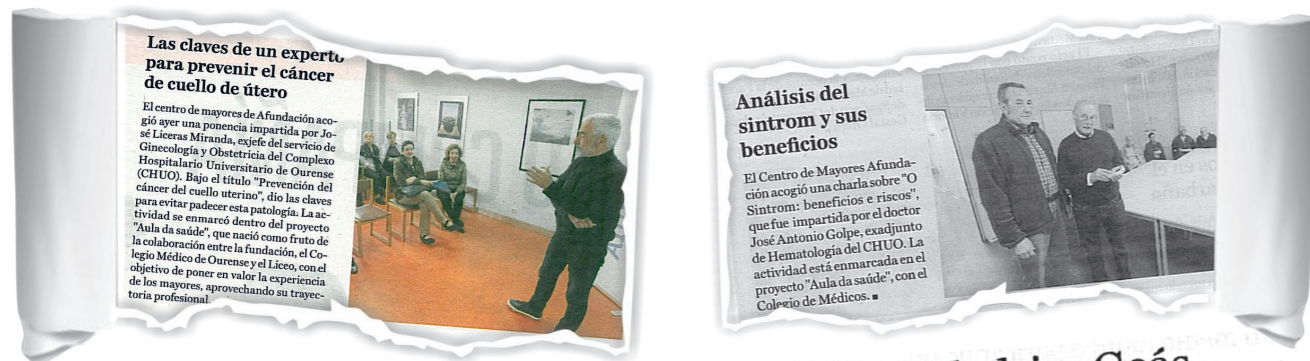 Las claves de un experto
para prevenir el cáncer
de cuello de útero
El centro de mayores de Afundación aco-
gió ayer una ponencia impartida por Jo-
sé Liceras Miranda, exjefe del servicio de
Ginecología y Obstetricia del Complexo
Hospitalario Universitario de Ourense
(CHUO). Bajo el título "Prevención del
cáncer del cuello uterino", dio las claves
para evitar padecer esta patología. La ac-
tividad se enmarcó dentro del proyecto
"Aula da saúde", que nació como fruto de
la colaboración entre la fundación, el Co-
legio Médico de Ourense y el Liceo, con el
objetivo de poner en valor la experiencia
de los mayores, aprovechando su trayec-
toria profesional.
Análisis del
sintrom y sus
beneficios
El Centro de Mayores Afunda-
ción acogió una charla sobre "O
Sintrom: beneficios e riscos",
que fue impartida por el doctor
José Antonio Golpe, exadjunto
de Hematología del CHUO. La
actividad está enmarcada en el
proyecto "Aula da saúde", con el
Colegio de Médicos. ■
Goás